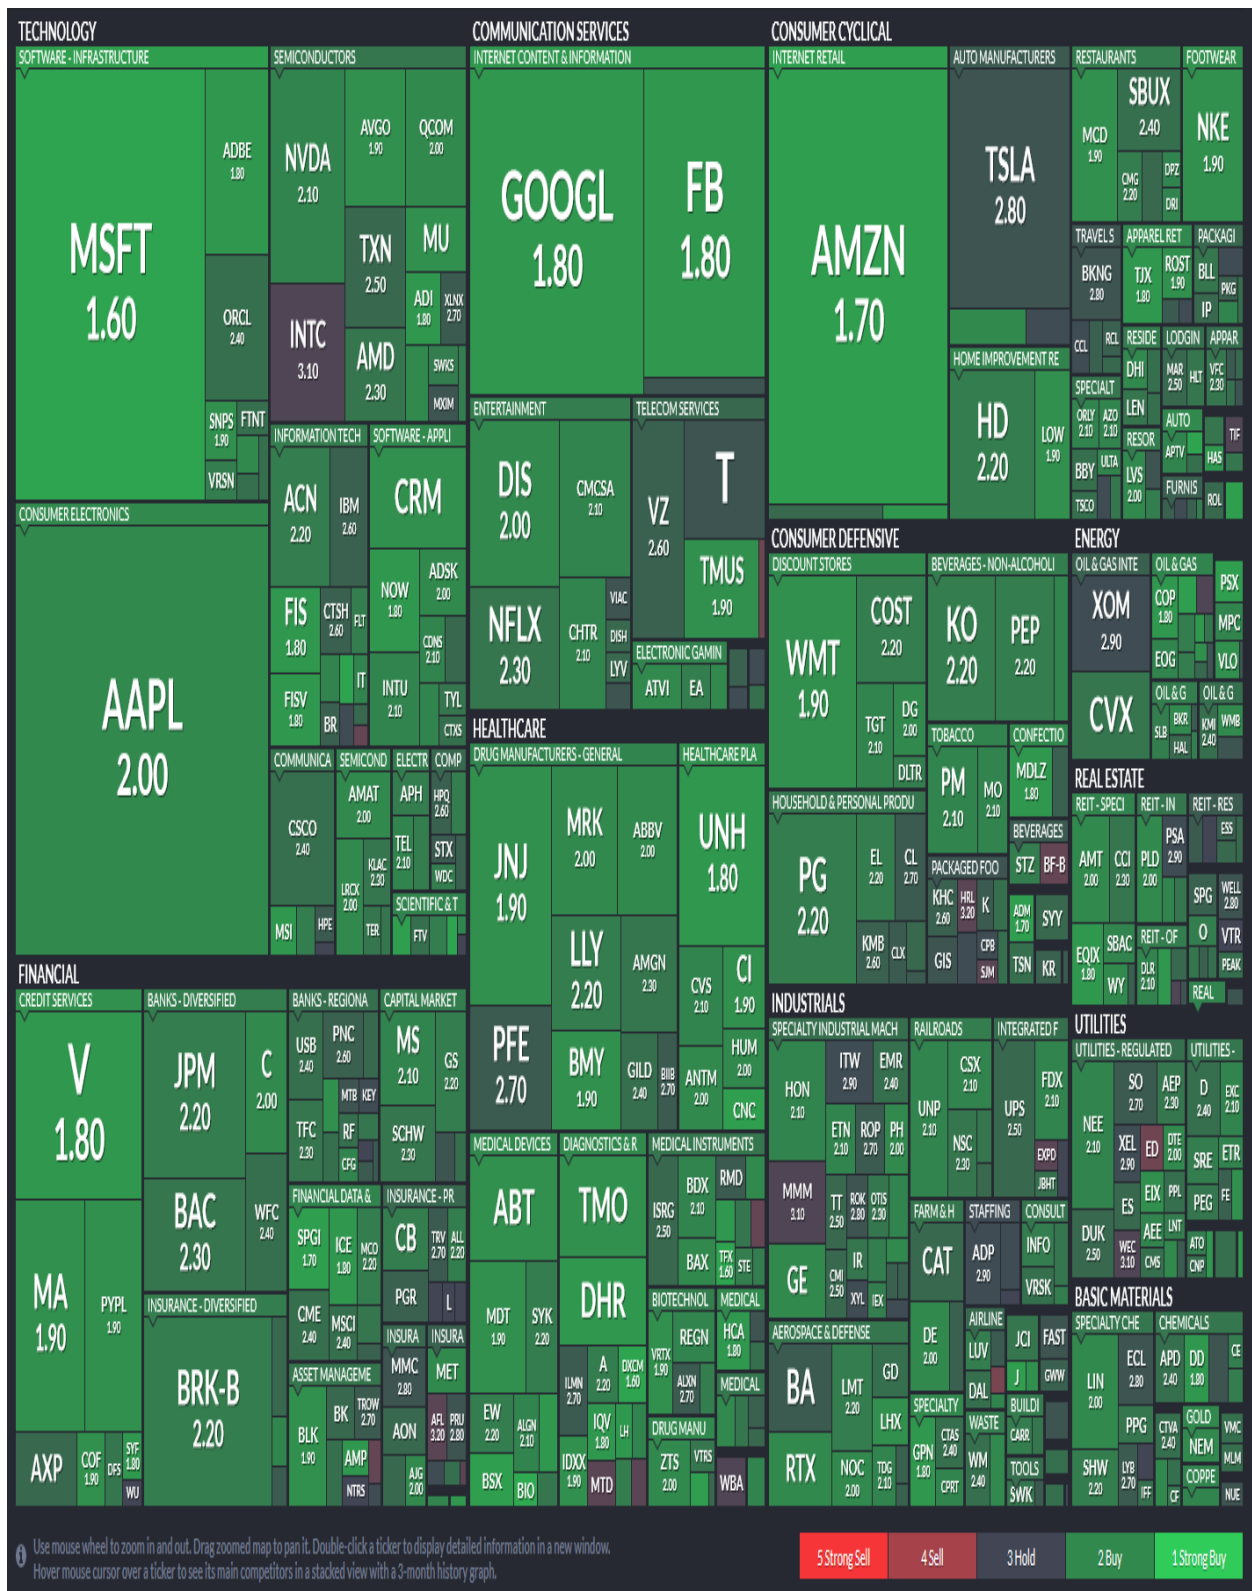 TECHNOLOGY
SOFTWARE - INFRASTRUCTURE
MSFT
1.60
ADBE
1.80
ORCL
2.40
SNPS
1.90
FTNT
VRSN
SEMICONDUCTORS
NVDA
2.10
AVGO
1.90
QCOM
2.00
TXN
2.50
MU
ADI
1.80
XLNX
2.70
INTC
3.10
AMD
2.30
SWKS
MXIM
CONSUMER ELECTRONICS
AAPL
2.00
INFORMATION TECH
ACN
2.20
IBM
2.60
FIS
1.80
CTSH
2.60
FLT
FISV
1.80
IT
BR
SOFTWARE - APPLI
CRM
NOW
1.80
ADSK
2.00
CDNS
2.10
INTU
2.10
TYL
CTXS
COMMUNICA
CSCO
2.40
MSI
HPE
SEMICOND
AMAT
2.00
LRCX
2.00
KLAC
2.30
TER
ELECTR
APH
TEL
2.10
COMP
HPQ
2.60
STX
WDC
SCIENTIFIC & T
FTV
COMMUNICATION SERVICES
INTERNET CONTENT & INFORMATION
GOOGL
1.80
FB
1.80
ENTERTAINMENT
DIS
2.00
CMCSA
2.10
NFLX
2.30
CHTR
2.10
VIAC
DISH
LYV
TELECOM SERVICES
VZ
2.60
T
TMUS
1.90
ELECTRONIC GAMIN
ATVI
EA
CONSUMER CYCLICAL
INTERNET RETAIL
AMZN
1.70
AUTO MANUFACTURERS
TSLA
2.80
HOME IMPROVEMENT RE
HD
2.20
LOW
1.90
RESTAURANTS
MCD
1.90
SBUX
2.40
CMG
2.20
DPZ
DRI
FOOTWEAR
NKE
1.90
TRAVEL S
BKNG
2.80
CCL
RCL
APPAREL RET
TJX
1.80
ROST
1.90
PACKAGI
BLL
PKG
IP
RESIDE
DHI
LEN
LODGIN
MAR
2.50
HLT
APPAR
VFC
2.30
SPECIALT
ORLY
2.10
AZO
2.10
BBY
ULTA
TSCO
RESOR
LVS
2.00
AUTO
APTV
TIF
HAS
FURNIS
ROL
HEALTHCARE
DRUG MANUFACTURERS - GENERAL
JNJ
1.90
MRK
2.00
ABBV
2.00
PFE
2.70
LLY
2.20
AMGN
2.30
BMY
1.90
GILD
2.40
BIIB
2.70
HEALTHCARE PLA
UNH
1.80
CVS
2.10
CI
1.90
ANTM
2.00
HUM
2.00
CNC
MEDICAL DEVICES
ABT
MDT
1.90
SYK
2.20
EW
2.20
ALGN
2.10
BSX
BIO
DIAGNOSTICS & R
TMO
DHR
ILMN
2.70
A
2.20
DXCM
1.60
IQV
1.80
LH
IDXX
1.90
MTD
MEDICAL INSTRUMENTS
ISRG
2.50
BDX
2.10
RMD
BAX
TFX
1.60
STE
BIOTECHNOL
VRTX
1.90
REGN
ALXN
2.70
MEDICAL
HCA
1.80
MEDICAL
DRUG MANU
ZTS
2.00
VTRS
WBA
CONSUMER DEFENSIVE
DISCOUNT STORES
WMT
1.90
COST
2.20
TGT
2.10
DG
2.00
DLTR
BEVERAGES - NON-ALCOHOLI
KO
2.20
PEP
2.20
HOUSEHOLD & PERSONAL PRODU
PG
2.20
EL
2.20
CL
2.70
KMB
2.60
CLX
TOBACCO
PM
2.10
MO
2.10
CONFECTIO
MDLZ
1.80
BEVERAGES
STZ
BF-B
PACKAGED FOO
KHC
2.60
HRL
3.20
K
GIS
CPB
SJM
ADM
1.70
SYY
TSN
KR
ENERGY
OIL & GAS INTE
XOM
2.90
CVX
OIL & GAS
COP
1.80
EOG
PSX
MPC
VLO
OIL & G
SLB
BKR
HAL
OIL & G
KMI
2.40
WMB
REAL ESTATE
REIT - SPECI
AMT
2.00
CCI
2.30
EQIX
1.80
SBAC
WY
REIT - IN
PLD
2.00
PSA
2.90
REIT - RES
ESS
SPG
WELL
2.80
O
VTR
PEAK
REIT - OF
DLR
2.10
REAL
FINANCIAL
CREDIT SERVICES
V
1.80
MA
1.90
PYPL
1.90
AXP
COF
1.90
DFS
SYF
1.80
WU
BANKS - DIVERSIFIED
JPM
2.20
C
2.00
BAC
2.30
WFC
2.40
INSURANCE - DIVERSIFIED
BRK-B
2.20
BANKS - REGIONA
USB
2.40
PNC
2.60
TFC
2.30
MTB
KEY
RF
CFG
CAPITAL MARKET
MS
2.10
GS
2.20
SCHW
2.30
FINANCIAL DATA &
SPGI
1.70
ICE
1.80
MCO
2.20
CME
2.40
MSCI
2.40
INSURANCE - PR
CB
TRV
2.70
ALL
2.20
PGR
L
ASSET MANAGEME
BLK
1.90
BK
TROW
2.70
AMP
NTRS
INSURA
MMC
2.80
AON
AJG
2.00
INSURA
MET
AFL
3.20
PRU
2.80
INDUSTRIALS
SPECIALTY INDUSTRIAL MACH
HON
2.10
ITW
2.90
EMR
2.40
ETN
2.10
ROP
2.70
PH
2.00
MMM
3.10
TT
2.50
ROK
2.80
OTIS
2.30
GE
CMI
2.50
IR
XYL
IEX
RAILROADS
UNP
2.10
CSX
2.10
NSC
2.30
INTEGRATED F
UPS
2.50
FDX
2.10
EXPD
JBHT
FARM & H
CAT
DE
2.00
STAFFING
ADP
2.90
CONSULT
INFO
VRSK
AEROSPACE & DEFENSE
BA
LMT
2.20
GD
LHX
RTX
NOC
2.00
TDG
2.10
AIRLINE
LUV
DAL
JCI
FAST
J
GWW
SPECIALTY
GPN
1.80
CTAS
2.40
CPRT
WASTE
WM
2.40
BUILDI
CARR
TOOLS
SWK
UTILITIES
UTILITIES - REGULATED
NEE
2.10
SO
2.70
AEP
2.30
XEL
2.90
ED
DTE
2.00
DUK
2.50
ES
EIX
PPL
WEC
3.10
AEE
LNT
CMS
UTILITIES -
D
2.40
EXC
2.10
SRE
ETR
PEG
FE
ATO
CNP
BASIC MATERIALS
SPECIALTY CHE
LIN
2.00
ECL
2.80
PPG
SHW
2.20
LYB
2.70
IFF
CHEMICALS
APD
2.40
DD
1.80
CE
CTVA
2.40
CF
GOLD
NEM
COPPE
VMC
MLM
NUE
Use mouse wheel to zoom in and out. Drag zoomed map to pan it. Double-click a ticker to display detailed information in a new window.
Hover mouse cursor over a ticker to see its main competitors in a stacked view with a 3-month history graph.
5 Strong Sell
4 Sell
3 Hold
2 Buy
1 Strong Buy